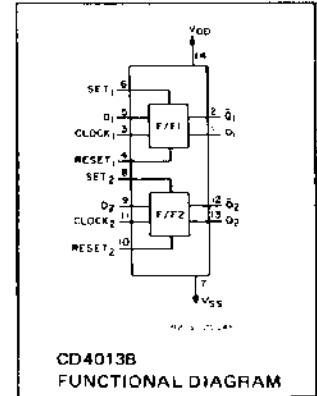 VDD
14
SET1 6
D1 5 F/F1 2 Q̄1
CLOCK1 3 Q1
RESET1 4
SET2 8
D2 9 F/F2 12 Q̄2
CLOCK2 11 13 Q2
RESET2 10
7
VSS
CD4013B
FUNCTIONAL DIAGRAM